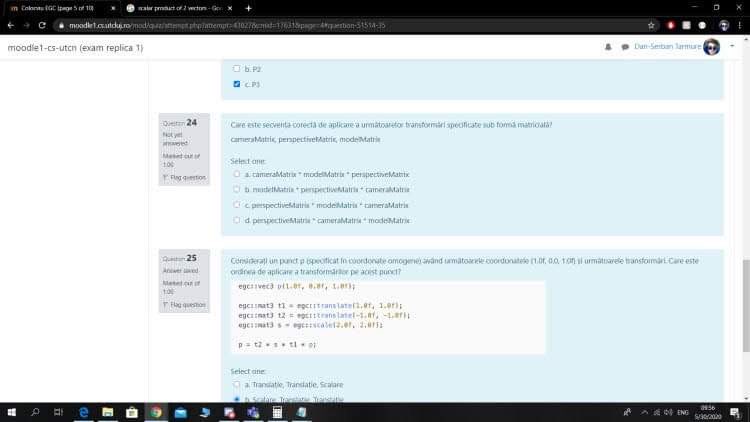 Colocviu EGC (page 5 of 10)
scalar product of 2 vectors - Goo
moodle1.cs.utcluj.ro/mod/quiz/attempt.php?attempt=43827&cmid=17631&page=4#question-51514-35
moodle1-cs-utcn (exam replica 1)
Dan-Serban Tarmure
b. P2
c. P3
Question 24
Not yet
answered
Marked out of
1.00
Flag question
Care este secvența corectă de aplicare a următoarelor transformări specificate sub formă matricială?
cameraMatrix, perspectiveMatrix, modelMatrix
Select one:
a. cameraMatrix * modelMatrix * perspectiveMatrix
b. modelMatrix * perspectiveMatrix * cameraMatrix
c. perspectiveMatrix * modelMatrix * cameraMatrix
d. perspectiveMatrix * cameraMatrix * modelMatrix
Question 25
Answer saved
Marked out of
1.00
Flag question
Considerați un punct p (specificat în coordonate omogene) având următoarele coordonatele (1.0f, 0.0, 1.0f) și următoarele transformări. Care este
ordinea de aplicare a transformărilor pe acest punct?
egc::vec3 p(1.0f, 0.0f, 1.0f);
egc::mat3 t1 = egc::translate(1.0f, 1.0f);
egc::mat3 t2 = egc::translate(-1.0f, -1.0f);
egc::mat3 s = egc::scale(2.0f, 2.0f);
p = t2 * s * t1 * p;
Select one:
a. Translație, Translație, Scalare
b. Scalare, Translație, Translație
ENG
09:56
5/30/2020